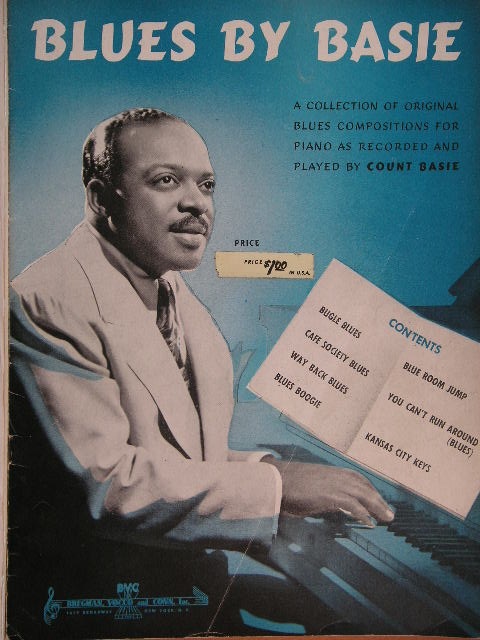 BLUES BY BASIE
A COLLECTION OF ORIGINAL
BLUES COMPOSITIONS FOR
PIANO AS RECORDED AND
PLAYED BY COUNT BASIE
PRICE
PRICE $1.00 IN U.S.A.
CONTENTS
BUGLE BLUES
CAFE SOCIETY BLUES
WAY BACK BLUES
BLUES BOOGIE
BLUE ROOM JUMP
YOU CAN'T RUN AROUND
(BLUES)
KANSAS CITY KEYS
BVC
BREGMAN, VOCCO and CONN, Inc.
1619 BROADWAY NEW YORK, N. Y.